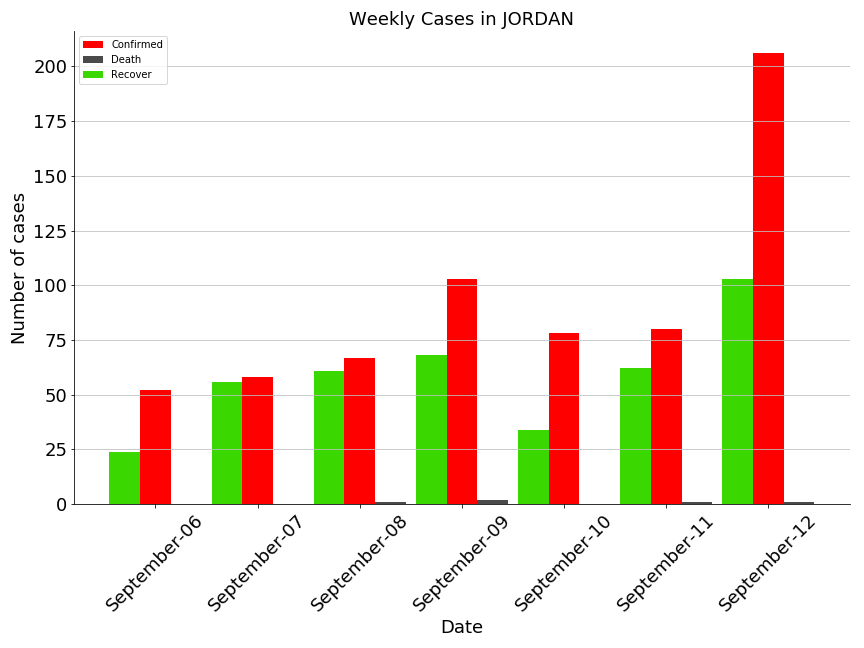 Weekly Cases in JORDAN
Confirmed
Death
Recover
Number of cases
200
175
150
125
100
75
50
25
0
September-06
September-07
September-08
September-09
September-10
September-11
September-12
Date